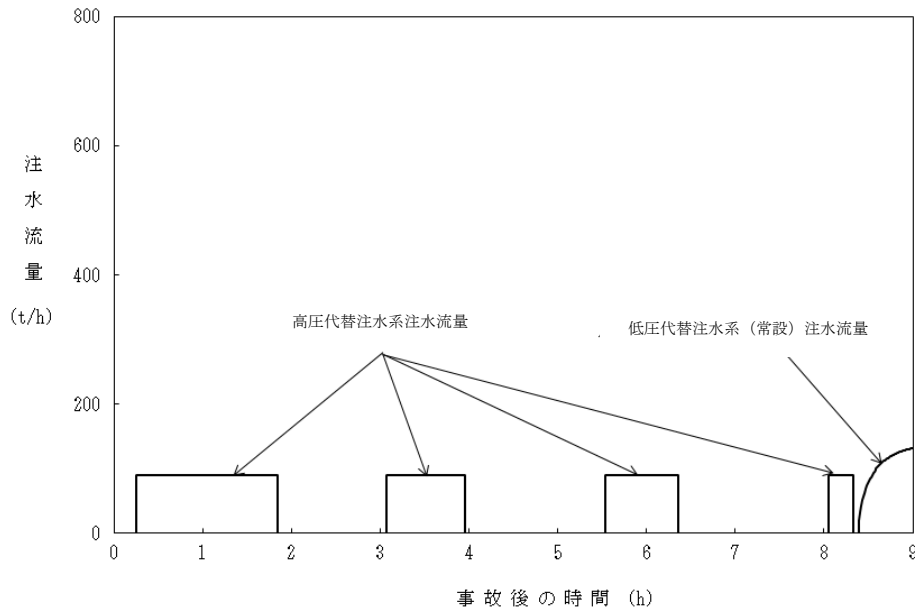 800
600
400
200
0
注水流量
(t/h)
高圧代替注水系注水流量
低圧代替注水系（常設）注水流量
0 1 2 3 4 5 6 7 8 9
事故後の時間 (h)